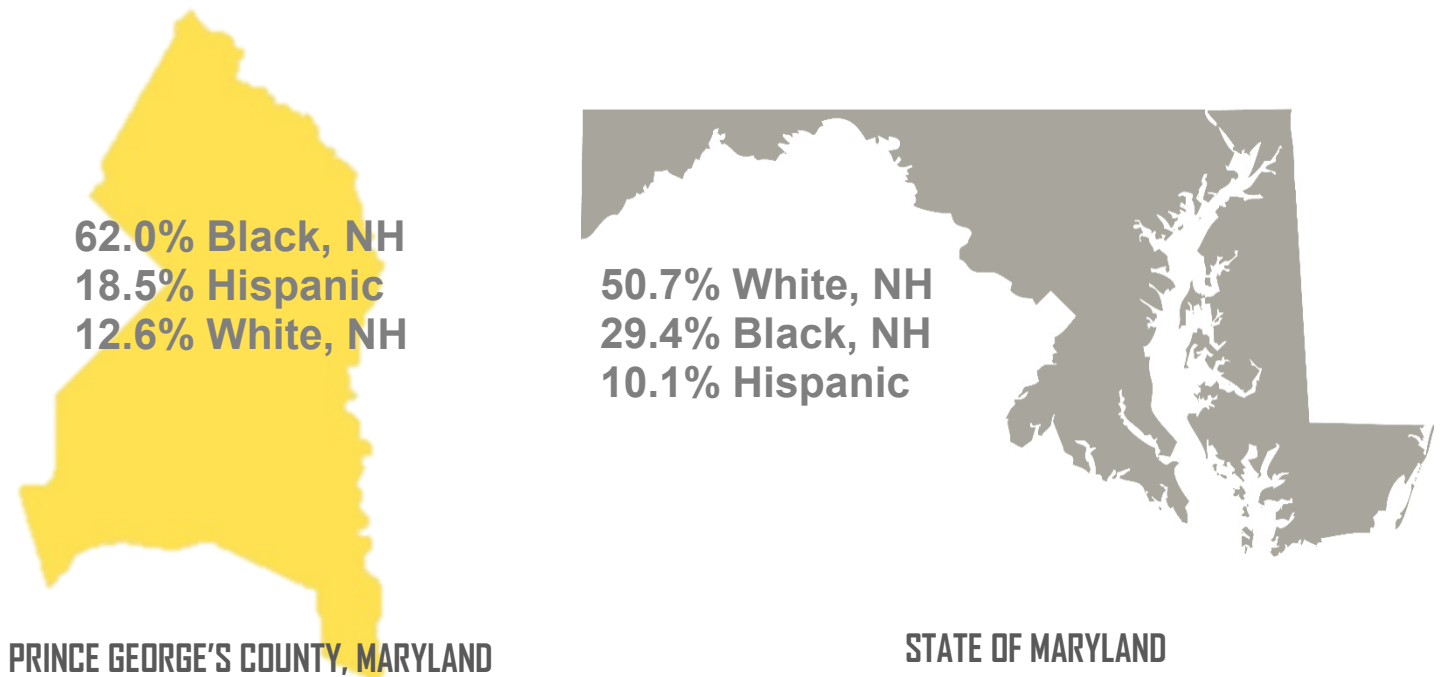 62.0% Black, NH
18.5% Hispanic
12.6% White, NH
PRINCE GEORGE'S COUNTY, MARYLAND
50.7% White, NH
29.4% Black, NH
10.1% Hispanic
STATE OF MARYLAND